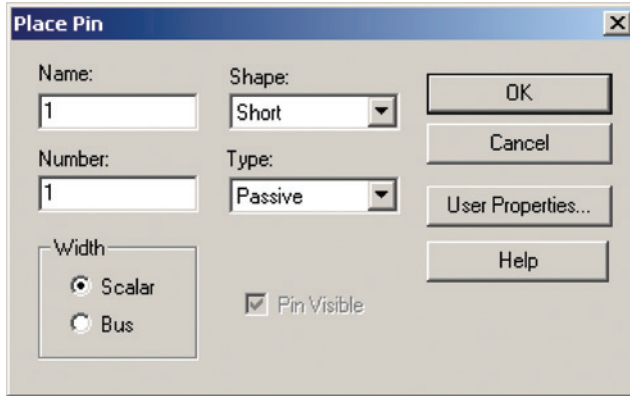 Place Pin
Name:
1
Shape:
Short
OK
Cancel
Number:
1
Type:
Passive
User Properties...
Width
Scalar
Bus
Pin Visible
Help